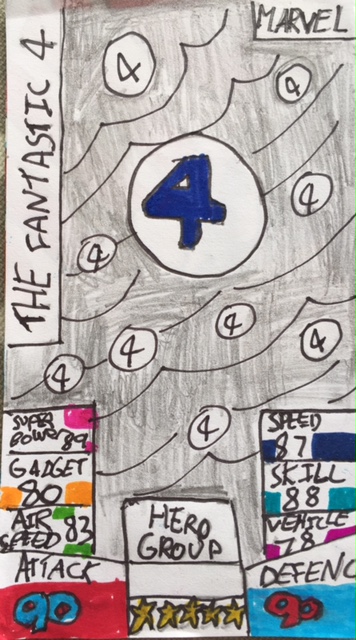 MARVEL
THE FANTASTIC 4
4
4
4
4
4
4
4
4
4
4
SUPER
POWER 89
GADGET
80
AIR
SPEED 83
ATTACK
90
HERO
GROUP
SPEED
87
SKILL
88
VEHICLE
78
DEFENC
90